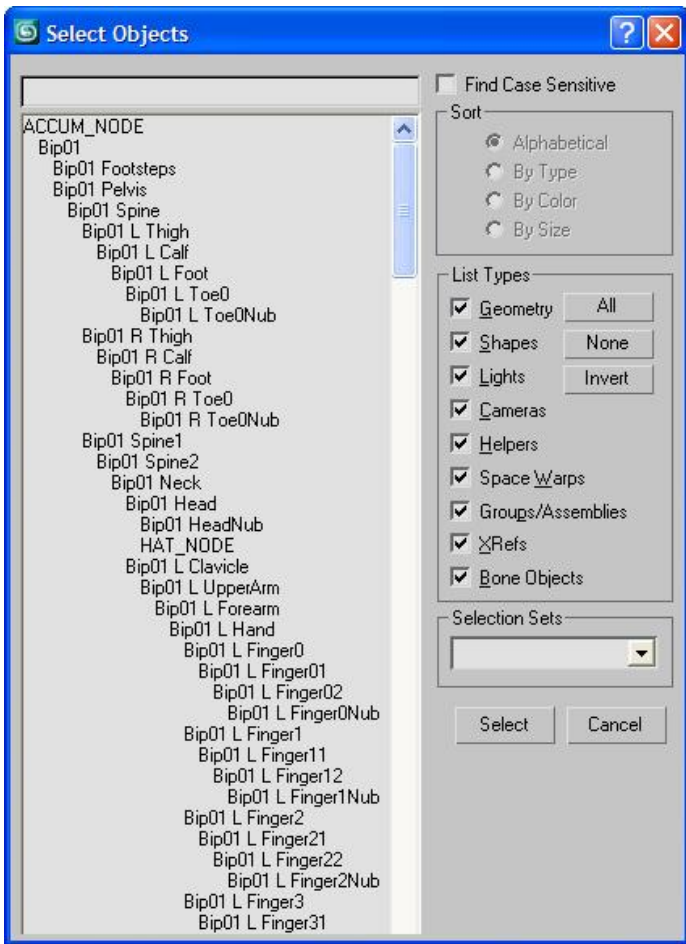 Select Objects
ACCUM_NODE
Bip01
Bip01 Footsteps
Bip01 Pelvis
Bip01 Spine
Bip01 L Thigh
Bip01 L Calf
Bip01 L Foot
Bip01 L Toe0
Bip01 L Toe0Nub
Bip01 R Thigh
Bip01 R Calf
Bip01 R Foot
Bip01 R Toe0
Bip01 R Toe0Nub
Bip01 Spine1
Bip01 Spine2
Bip01 Neck
Bip01 Head
Bip01 HeadNub
HAT_NODE
Bip01 L Clavicle
Bip01 L UpperArm
Bip01 L Forearm
Bip01 L Hand
Bip01 L Finger0
Bip01 L Finger01
Bip01 L Finger02
Bip01 L Finger0Nub
Bip01 L Finger1
Bip01 L Finger11
Bip01 L Finger12
Bip01 L Finger1Nub
Bip01 L Finger2
Bip01 L Finger21
Bip01 L Finger22
Bip01 L Finger2Nub
Bip01 L Finger3
Bip01 L Finger31
Find Case Sensitive
Sort
Alphabetical
By Type
By Color
By Size
List Types
Geometry All
Shapes None
Lights Invert
Cameras
Helpers
Space Warps
Groups/Assemblies
XRefs
Bone Objects
Selection Sets
Select Cancel